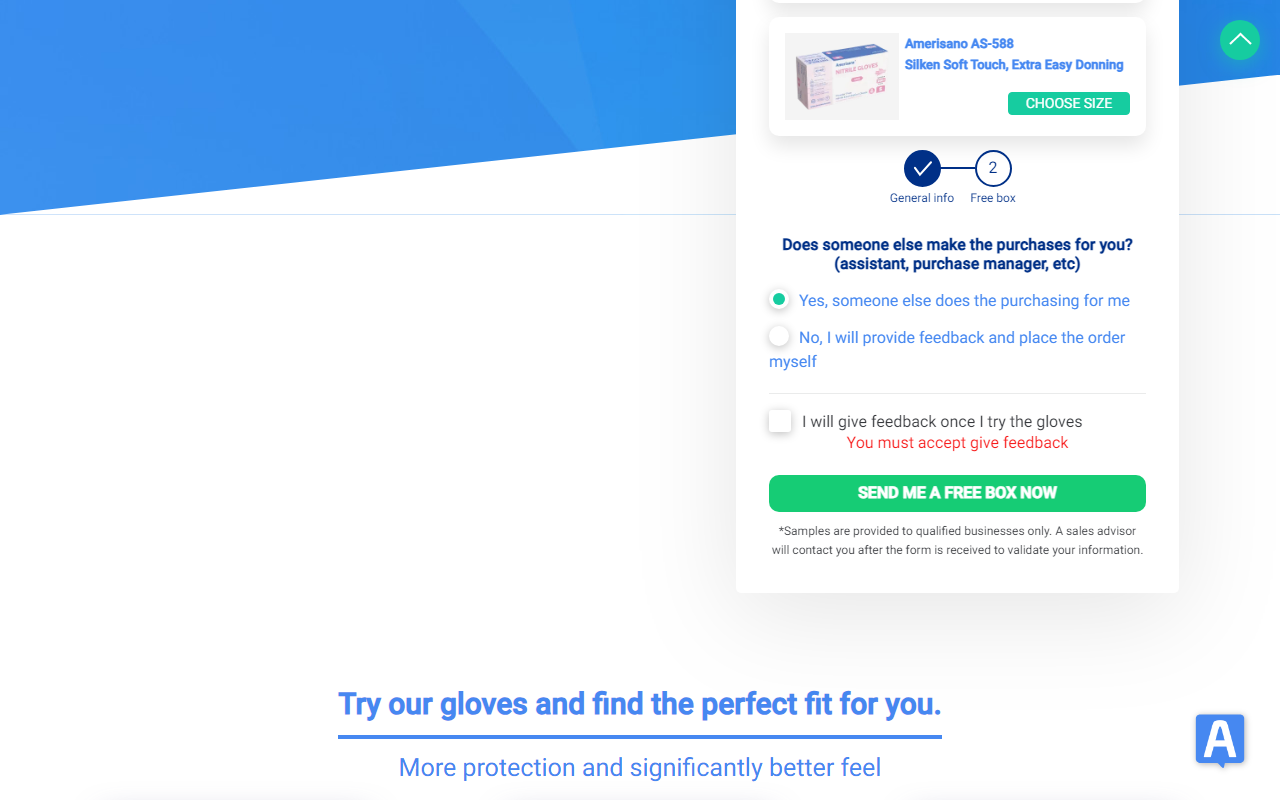 Amerisano AS-588
Silken Soft Touch, Extra Easy Donning
NITRILE GLOVES
CHOOSE SIZE
2
General info
Free box
Does someone else make the purchases for you?
(assistant, purchase manager, etc)
Yes, someone else does the purchasing for me
No, I will provide feedback and place the order
myself
I will give feedback once I try the gloves
You must accept give feedback
SEND ME A FREE BOX NOW
*Samples are provided to qualified businesses only. A sales advisor
will contact you after the form is received to validate your information.
Try our gloves and find the perfect fit for you.
More protection and significantly better feel
A